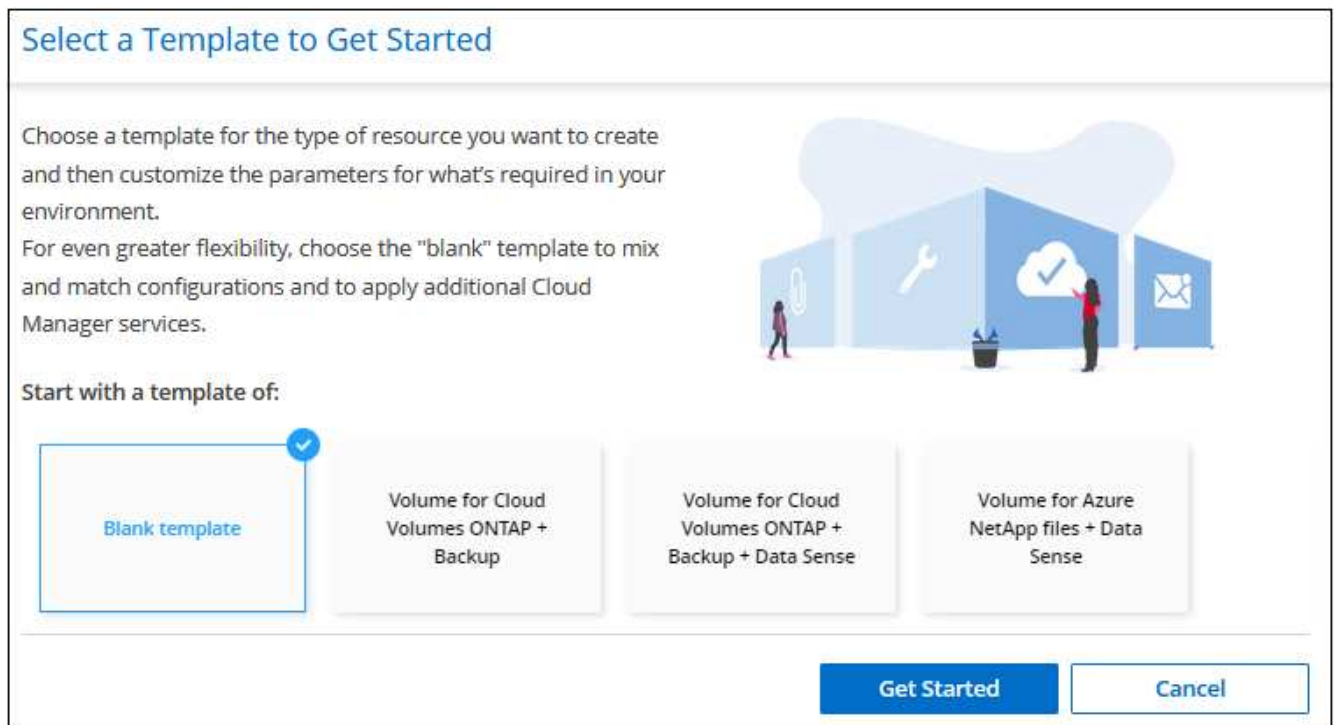 Select a Template to Get Started
Choose a template for the type of resource you want to create
and then customize the parameters for what's required in your
environment.
For even greater flexibility, choose the "blank" template to mix
and match configurations and to apply additional Cloud
Manager services.
Start with a template of:
Blank template
Volume for Cloud
Volumes ONTAP +
Backup
Volume for Cloud
Volumes ONTAP +
Backup + Data Sense
Volume for Azure
NetApp files + Data
Sense
Get Started
Cancel